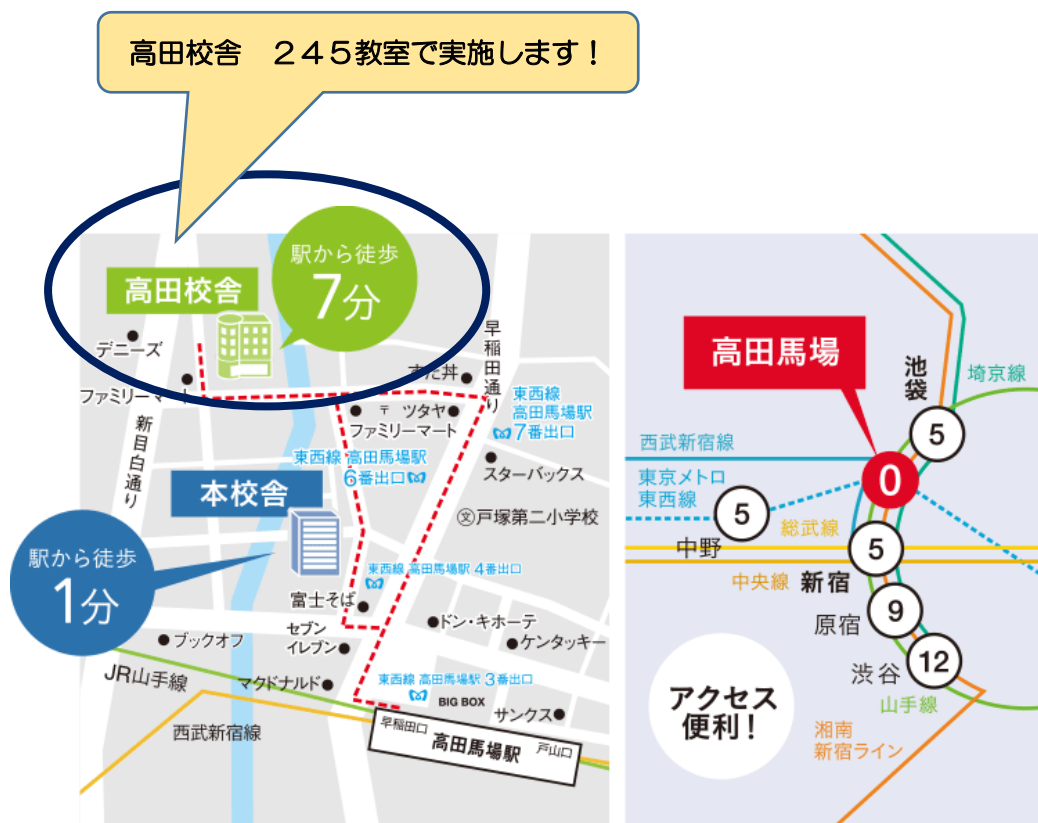 高田校舎　２４５教室で実施します！
駅から徒歩
7分
高田校舎
デニーズ
ファミリーマート
新目白通り
早稲田通り
すた丼
〒 ツタヤ
ファミリーマート
東西線
高田馬場駅
7番出口
東西線 高田馬場駅
6番出口
スターバックス
本校舎
文戸塚第二小学校
駅から徒歩
1分
東西線 高田馬場駅 4番出口
富士そば
ドン・キホーテ
セブン
イレブン
ケンタッキー
ブックオフ
JR山手線
マクドナルド
東西線 高田馬場駅 3番出口
BIG BOX
サンクス
西武新宿線
早稲田口
高田馬場駅
戸山口
高田馬場
池袋
埼京線
5
西武新宿線
0
東京メトロ
東西線
5
中野
総武線
5
中央線
新宿
9
原宿
12
渋谷
山手線
アクセス
便利！
湘南
新宿ライン